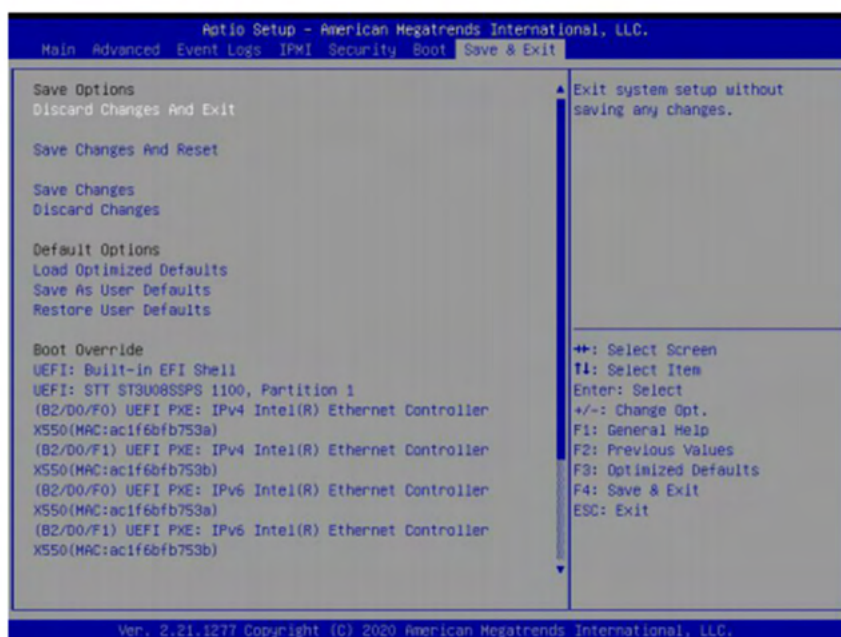 Aptio Setup - American Megatrends International, LLC.
Main Advanced Event Logs IPMI Security Boot Save & Exit
Save Options
Discard Changes And Exit
Save Changes And Reset
Save Changes
Discard Changes
Default Options
Load Optimized Defaults
Save As User Defaults
Restore User Defaults
Boot Override
UEFI: Built-in EFI Shell
UEFI: STT ST3U08SSPS 1100, Partition 1
(B2/D0/F0) UEFI PXE: IPv4 Intel(R) Ethernet Controller
X550(MAC:ac1f6bfb753a)
(B2/D0/F1) UEFI PXE: IPv4 Intel(R) Ethernet Controller
X550(MAC:ac1f6bfb753b)
(B2/D0/F0) UEFI PXE: IPv6 Intel(R) Ethernet Controller
X550(MAC:ac1f6bfb753a)
(B2/D0/F1) UEFI PXE: IPv6 Intel(R) Ethernet Controller
X550(MAC:ac1f6bfb753b)
Exit system setup without
saving any changes.
→←: Select Screen
↑↓: Select Item
Enter: Select
+/-: Change Opt.
F1: General Help
F2: Previous Values
F3: Optimized Defaults
F4: Save & Exit
ESC: Exit
Ver. 2.21.1277 Copyright (C) 2020 American Megatrends International, LLC.